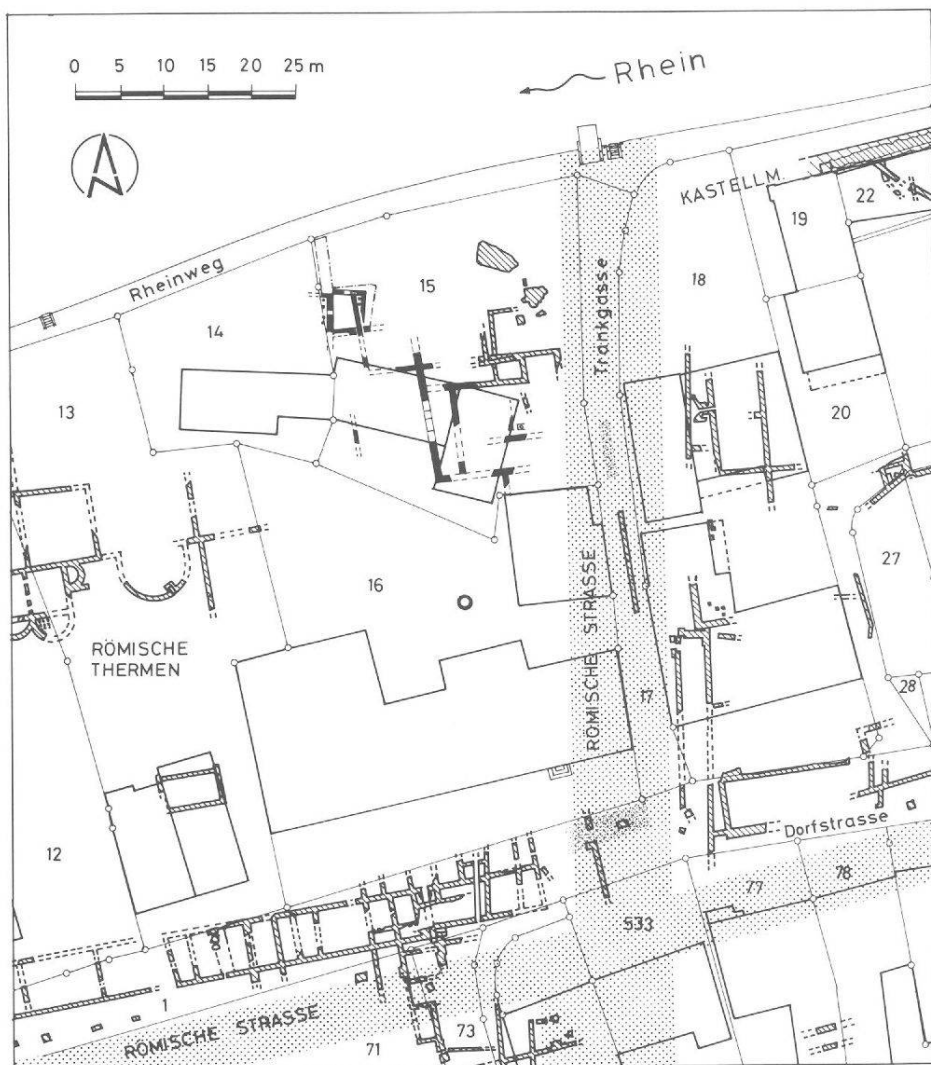 0 5 10 15 20 25 m
Rhein
KASTELLM.
22
19
Rheinweg
15
18
14
Trankgasse
13
20
27
16
RÖMISCHE
THERMEN
RÖMISCHE STRASSE
17
28
12
Dorfstrasse
77
78
533
1
RÖMISCHE STRASSE
73
71